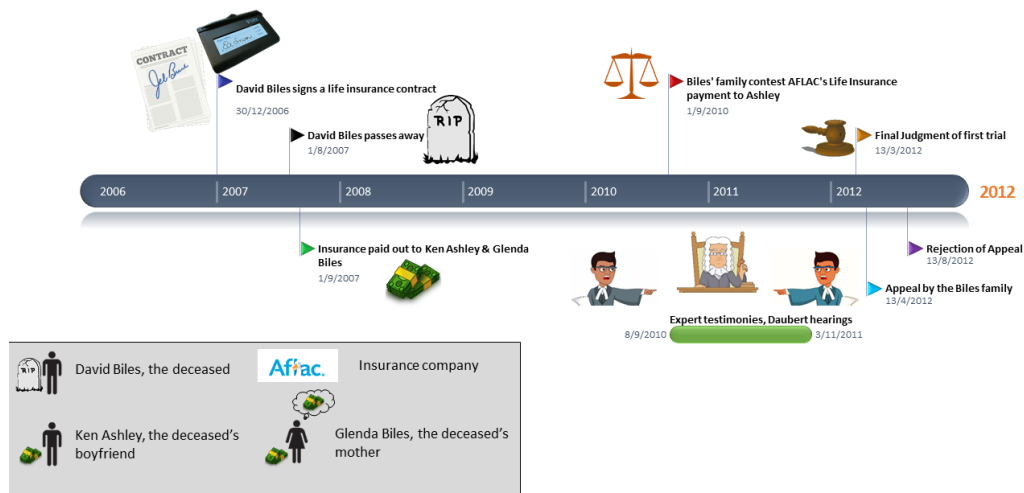 CONTRACT
David Biles signs a life insurance contract
30/12/2006
David Biles passes away
1/8/2007
RIP
Biles' family contest AFLAC's Life Insurance
payment to Ashley
1/9/2010
Final Judgment of first trial
13/3/2012
2006
2007
2008
2009
2010
2011
2012
2012
Insurance paid out to Ken Ashley & Glenda
Biles
1/9/2007
Rejection of Appeal
13/8/2012
Appeal by the Biles family
13/4/2012
Expert testimonies, Daubert hearings
8/9/2010
3/11/2011
RIP
David Biles, the deceased
Aflac.
Insurance company
Ken Ashley, the deceased's
boyfriend
Glenda Biles, the deceased's
mother